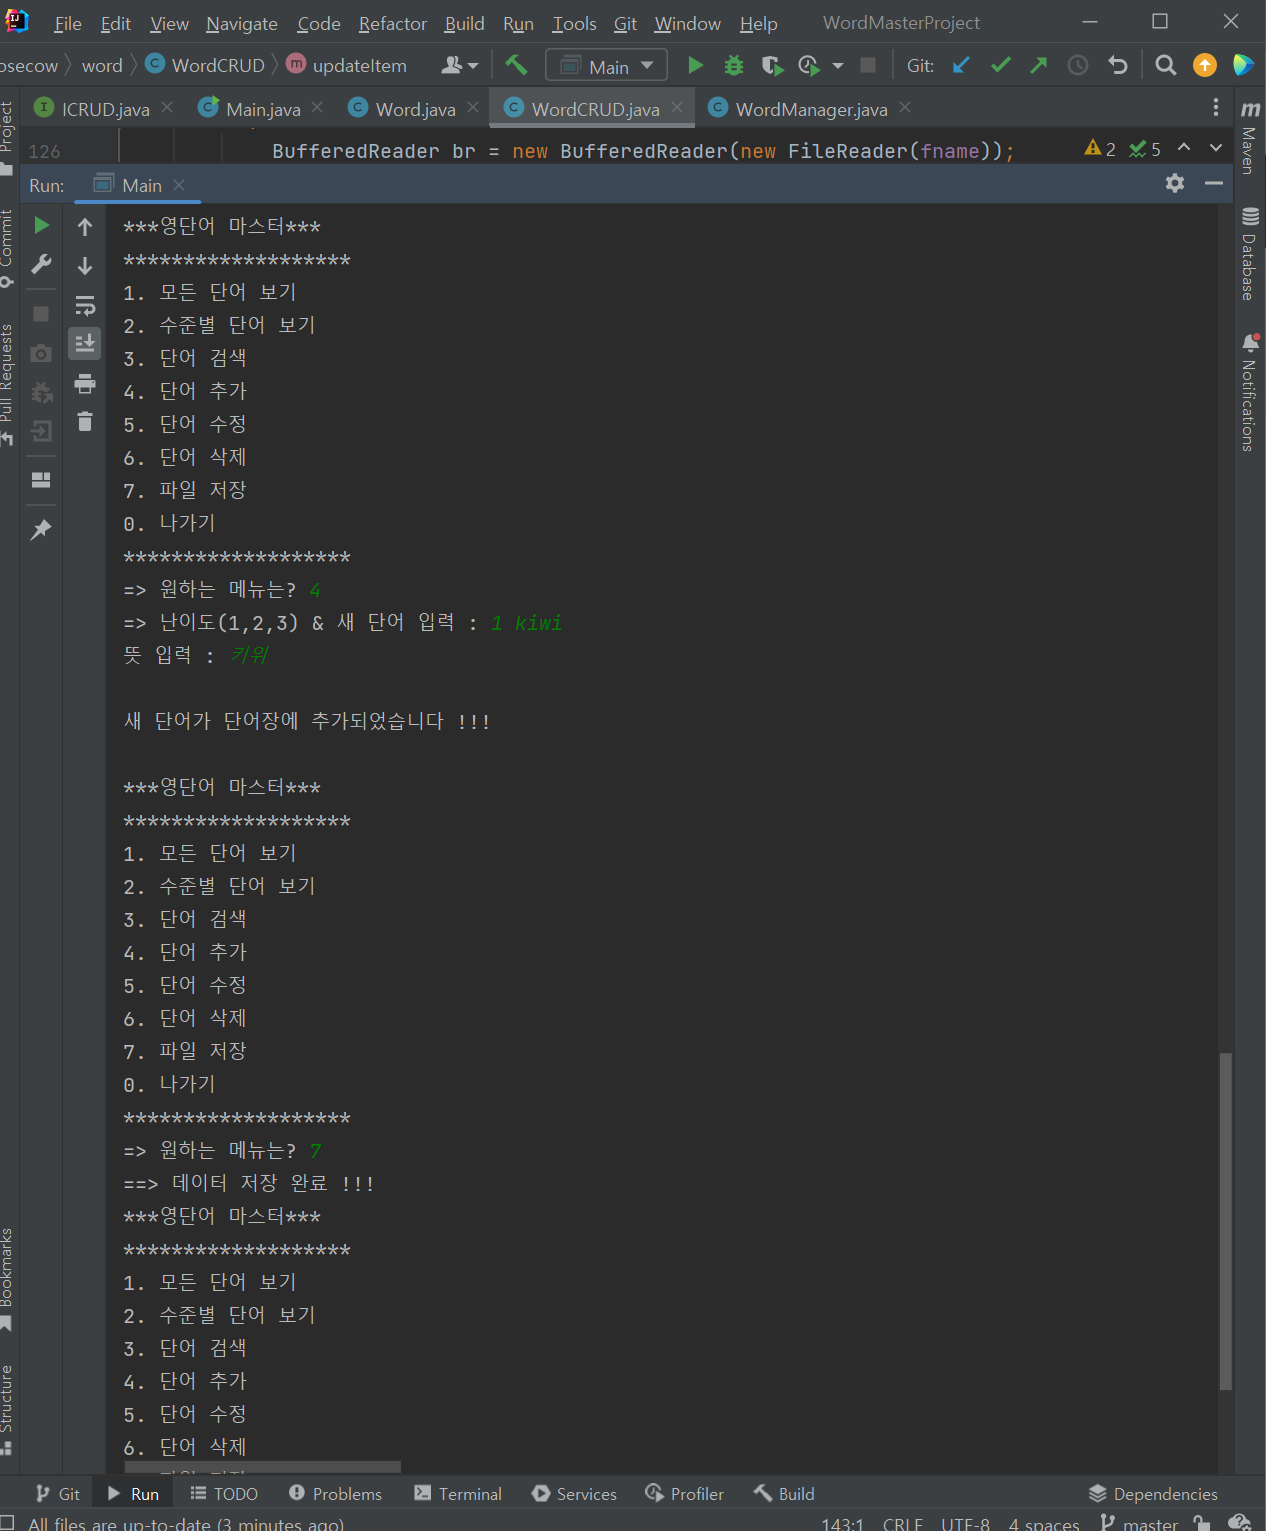 File Edit View Navigate Code Refactor Build Run Tools Git Window Help WordMasterProject
osecow word WordCRUD updateItem Main Git:
ICRUD.java Main.java Word.java WordCRUD.java WordManager.java
126 BufferedReader br = new BufferedReader(new FileReader(fname)); 2 5
Run: Main
***영단어 마스터***
*******************
1. 모든 단어 보기
2. 수준별 단어 보기
3. 단어 검색
4. 단어 추가
5. 단어 수정
6. 단어 삭제
7. 파일 저장
0. 나가기
*******************
=> 원하는 메뉴는? 4
=> 난이도(1,2,3) & 새 단어 입력 : 1 kiwi
뜻 입력 : 키위
새 단어가 단어장에 추가되었습니다 !!!
***영단어 마스터***
*******************
1. 모든 단어 보기
2. 수준별 단어 보기
3. 단어 검색
4. 단어 추가
5. 단어 수정
6. 단어 삭제
7. 파일 저장
0. 나가기
*******************
=> 원하는 메뉴는? 7
==> 데이터 저장 완료 !!!
***영단어 마스터***
*******************
1. 모든 단어 보기
2. 수준별 단어 보기
3. 단어 검색
4. 단어 추가
5. 단어 수정
6. 단어 삭제
Project
Commit
Pull Requests
Bookmarks
Structure
Maven
Database
Notifications
Git Run TODO Problems Terminal Services Profiler Build Dependencies
All files are up-to-date (3 minutes ago) 143:1 CRLF UTF-8 4 spaces master